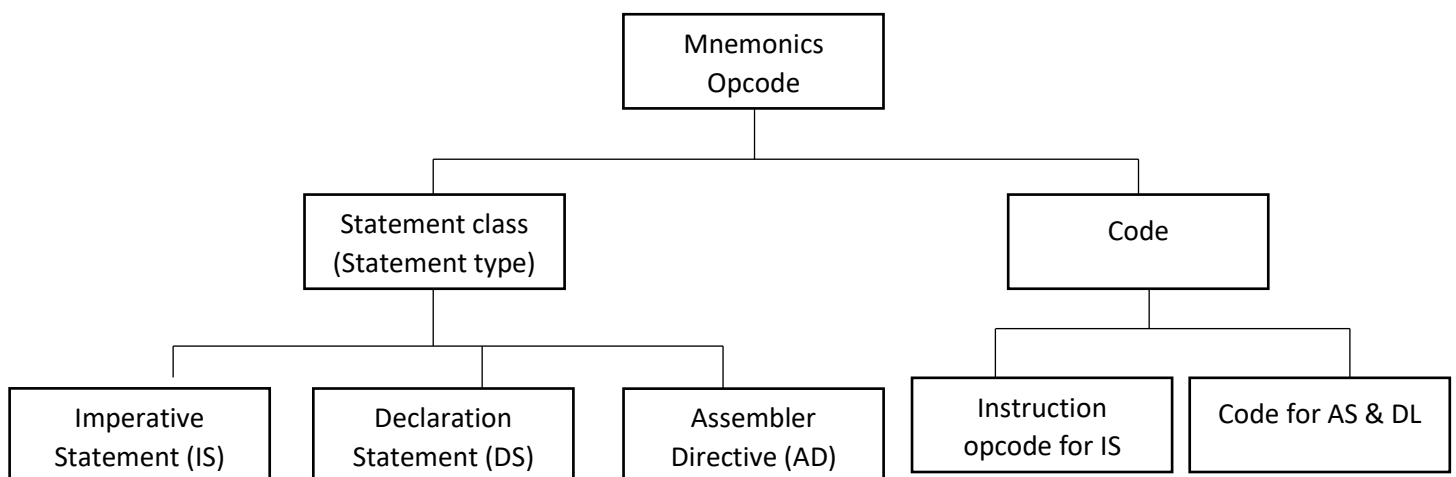 Mnemonics
Opcode
Statement class
(Statement type)
Code
Imperative
Statement (IS)
Declaration
Statement (DS)
Assembler
Directive (AD)
Instruction
opcode for IS
Code for AS & DL